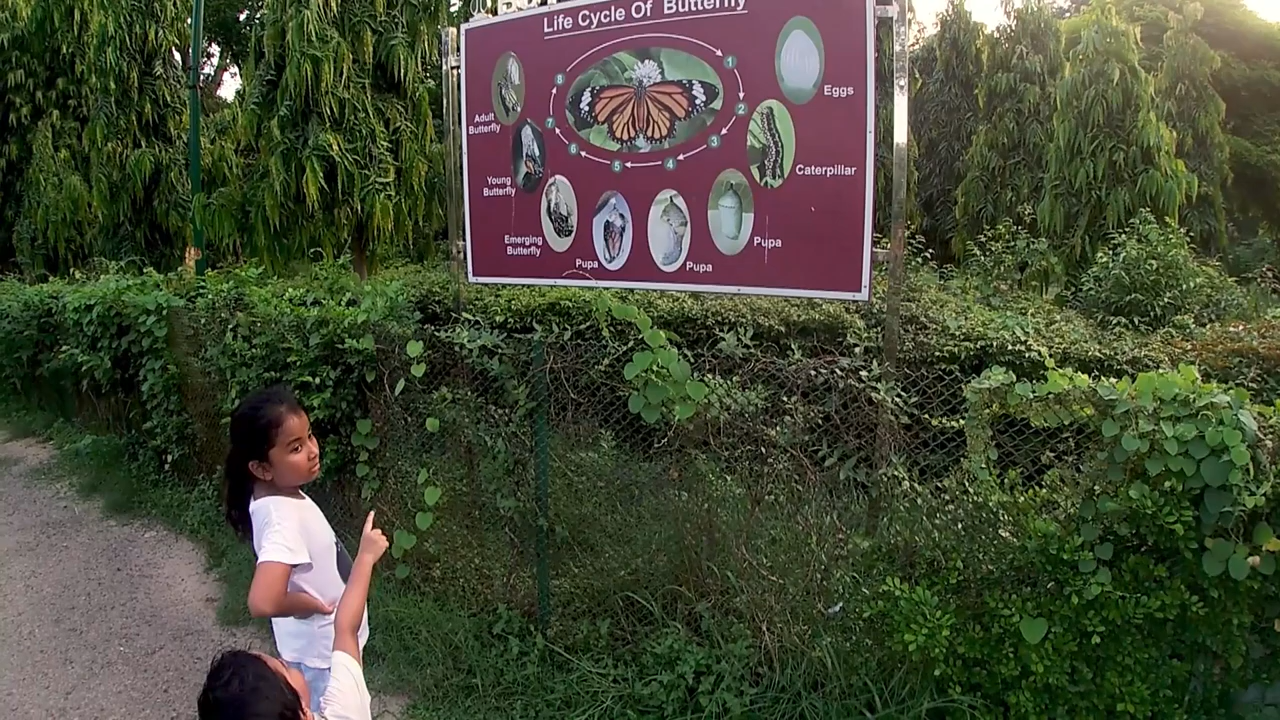 Life Cycle Of Butterfly
1
2
3
4
5
6
7
8
Eggs
Caterpillar
Pupa
Pupa
Pupa
Emerging
Butterfly
Young
Butterfly
Adult
Butterfly